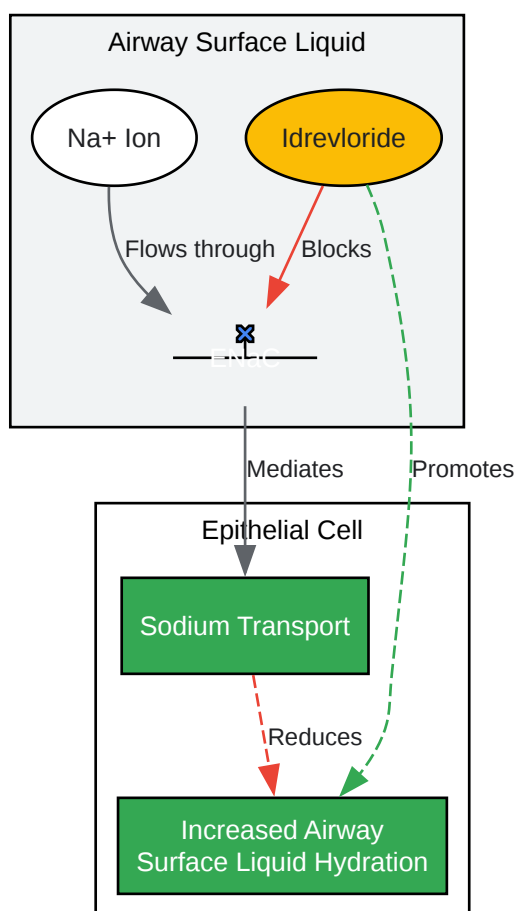 Airway Surface Liquid
Na+ Ion
Idrevloride
Flows through
Blocks
ENaC
Mediates
Promotes
Epithelial Cell
Sodium Transport
Reduces
Increased Airway
Surface Liquid Hydration